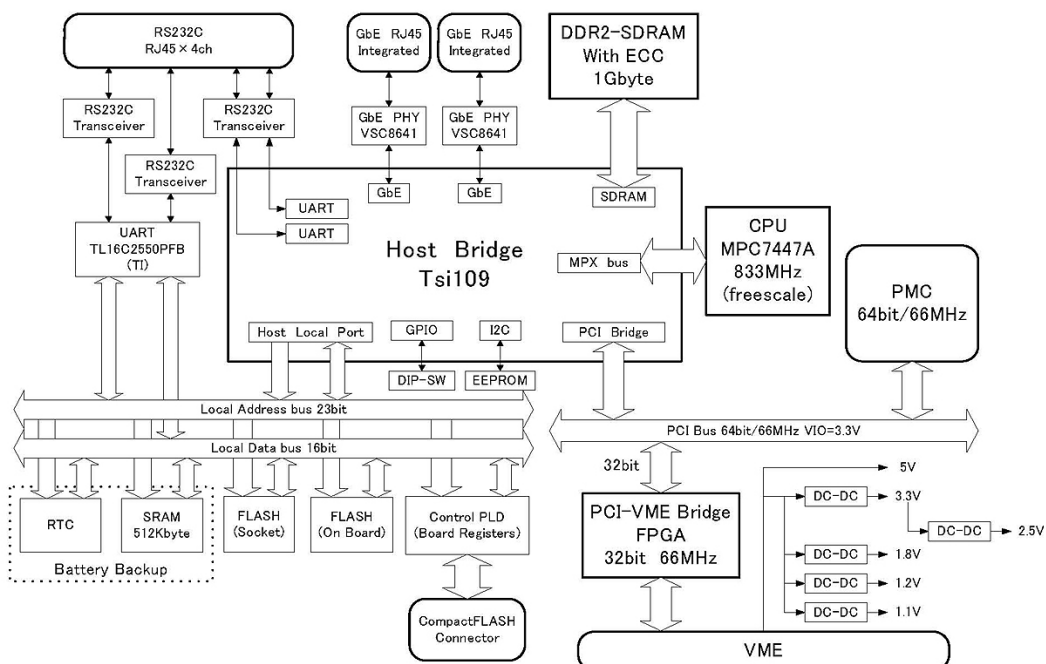 RS232C
RJ45×4ch
GbE RJ45
Integrated
GbE RJ45
Integrated
DDR2-SDRAM
With ECC
1Gbyte
RS232C
Transceiver
RS232C
Transceiver
GbE PHY
VSC8641
GbE PHY
VSC8641
RS232C
Transceiver
GbE
GbE
SDRAM
UART
UART
UART
TL16C2550PFB
(TI)
Host Bridge
Tsi109
MPX bus
CPU
MPC7447A
833MHz
(freescale)
PMC
64bit/66MHz
Host Local Port
GPIO
I2C
PCI Bridge
DIP-SW
EEPROM
Local Address bus 23bit
PCI Bus 64bit/66MHz VIO=3.3V
Local Data bus 16bit
32bit
5V
DC-DC
3.3V
DC-DC
2.5V
DC-DC
1.8V
DC-DC
1.2V
DC-DC
1.1V
RTC
SRAM
512Kbyte
Battery Backup
FLASH
(Socket)
FLASH
(On Board)
Control PLD
(Board Registers)
PCI-VME Bridge
FPGA
32bit 66MHz
CompactFLASH
Connector
VME